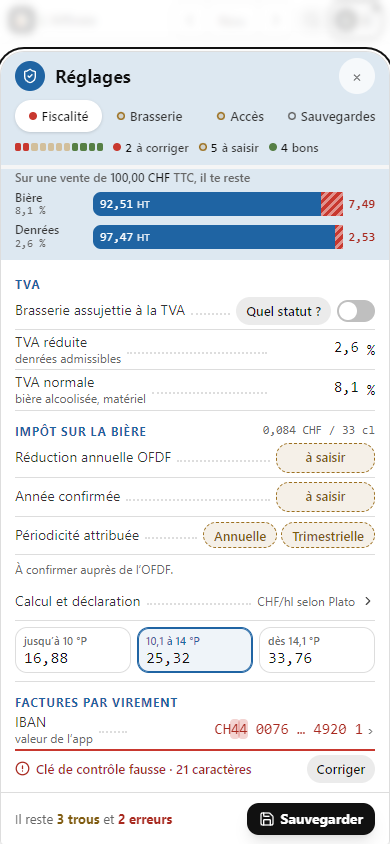 Réglages
×
Fiscalité Brasserie Accès Sauvegardes
2 à corriger 5 à saisir 4 bons
Sur une vente de 100,00 CHF TTC, il te reste
Bière
8,1 %
92,51 HT 7,49
Denrées
2,6 %
97,47 HT 2,53
TVA
Brasserie assujettie à la TVA Quel statut ?
TVA réduite
denrées admissibles
2,6 %
TVA normale
bière alcoolisée, matériel
8,1 %
IMPÔT SUR LA BIÈRE 0,084 CHF / 33 cl
Réduction annuelle OFDF à saisir
Année confirmée à saisir
Périodicité attribuée Annuelle Trimestrielle
À confirmer auprès de l'OFDF.
Calcul et déclaration CHF/hl selon Plato
jusqu'à 10 °P
16,88
10,1 à 14 °P
25,32
dès 14,1 °P
33,76
FACTURES PAR VIREMENT
IBAN
valeur de l'app
CH44 0076 … 4920 1
Clé de contrôle fausse · 21 caractères Corriger
Il reste 3 trous et 2 erreurs Sauvegarder